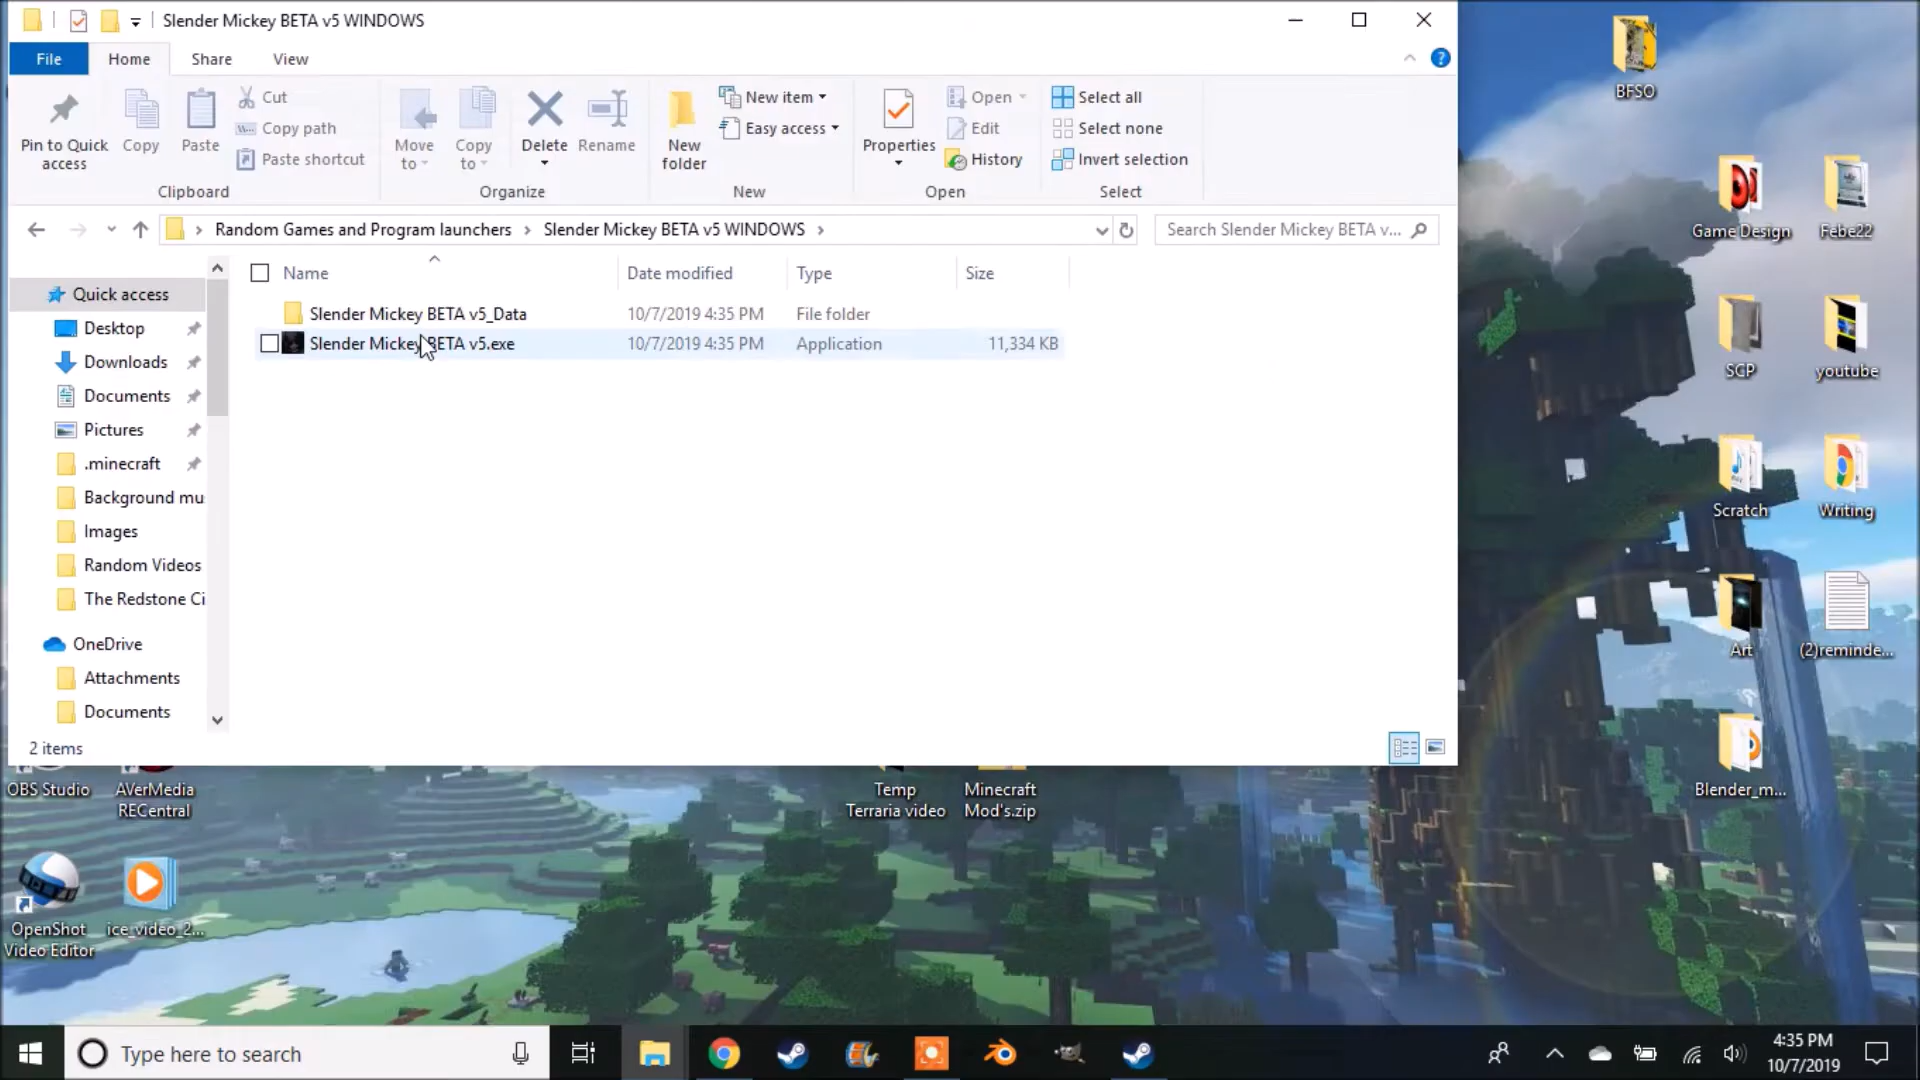 Slender Mickey BETA v5 WINDOWS
File
Home
Share
View
Pin to Quick
access
Copy
Paste
Cut
Copy path
Paste shortcut
Clipboard
Move
to
Copy
to
Delete
Rename
Organize
New
folder
New item
Easy access
New
Properties
Open
Edit
History
Open
Select all
Select none
Invert selection
Select
Random Games and Program launchers
Slender Mickey BETA v5 WINDOWS
Search Slender Mickey BETA v...
Name
Date modified
Type
Size
Slender Mickey BETA v5_Data
10/7/2019 4:35 PM
File folder
Slender Mickey BETA v5.exe
10/7/2019 4:35 PM
Application
11,334 KB
Quick access
Desktop
Downloads
Documents
Pictures
.minecraft
Background mu
Images
Random Videos
The Redstone Ci
OneDrive
Attachments
Documents
2 items
BFSO
Game Design
Febe22
SCP
youtube
Scratch
Writing
Art
(2)reminde...
Blender_m...
OBS Studio
AVerMedia
RECentral
Temp
Terraria video
Minecraft
Mod's.zip
OpenShot
Video Editor
ice_video_2...
Type here to search
4:35 PM
10/7/2019